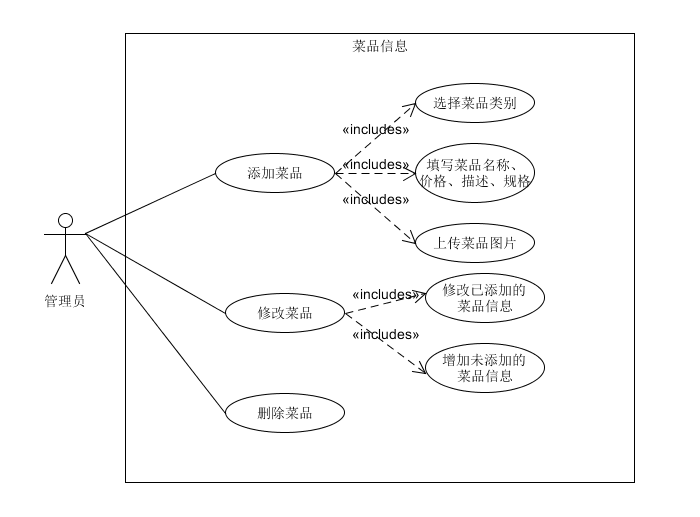 菜品信息
选择菜品类别
«includes»
添加菜品
«includes»
填写菜品名称、
价格、描述、规格
«includes»
上传菜品图片
管理员
修改菜品
«includes»
修改已添加的
菜品信息
«includes»
增加未添加的
菜品信息
删除菜品